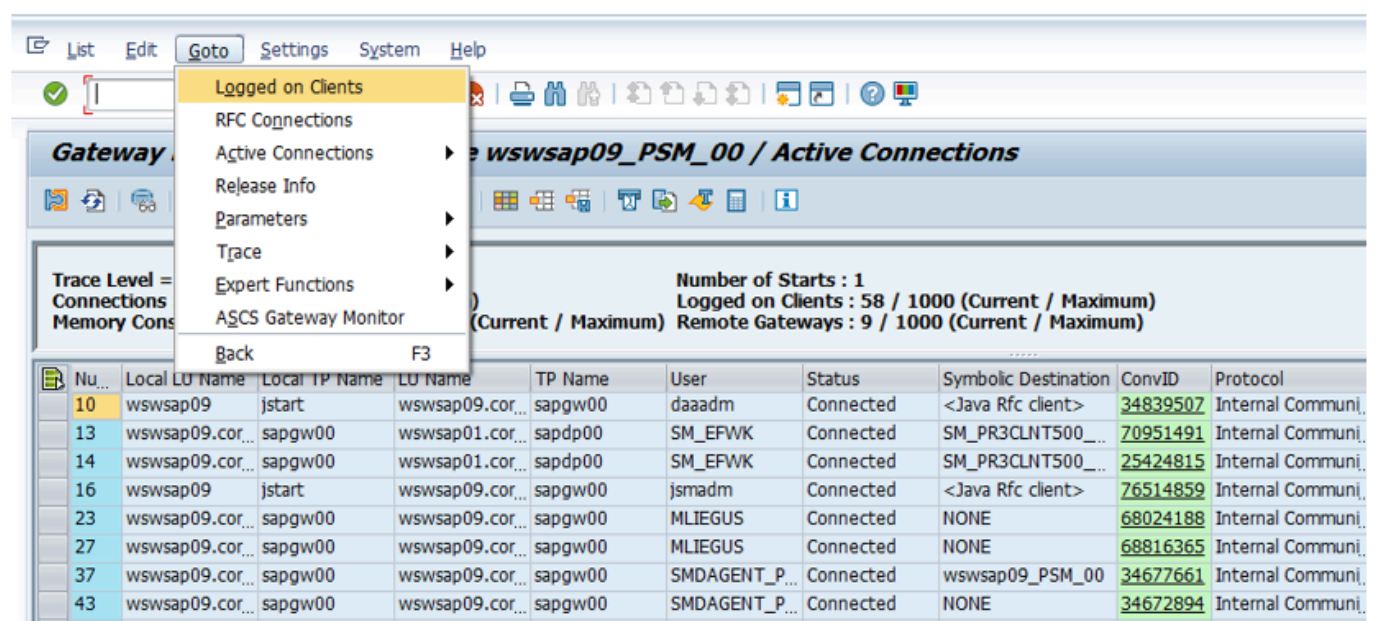 List Edit Goto Settings System Help
Logged on Clients
RFC Connections
Gateway wswsap09_PSM_00 / Active Connections
Active Connections
Release Info
Parameters
Trace
Expert Functions
ASCS Gateway Monitor
Back F3
Trace Level = Number of Starts : 1
Connections ) Logged on Clients : 58 / 1000 (Current / Maximum)
Memory Cons (Current / Maximum) Remote Gateways : 9 / 1000 (Current / Maximum)
Nu... Local LU Name Local TP Name LU Name TP Name User Status Symbolic Destination ConvID Protocol
10 wswsap09 jstart wswsap09.cor... sapgw00 daaadm Connected <Java Rfc client> 34839507 Internal Communi...
13 wswsap09.cor... sapgw00 wswsap01.cor... sapdp00 SM_EFWK Connected SM_PR3CLNT500_... 70951491 Internal Communi...
14 wswsap09.cor... sapgw00 wswsap01.cor... sapdp00 SM_EFWK Connected SM_PR3CLNT500_... 25424815 Internal Communi...
16 wswsap09 jstart wswsap09.cor... sapgw00 jsmadm Connected <Java Rfc client> 76514859 Internal Communi...
23 wswsap09.cor... sapgw00 wswsap09.cor... sapgw00 MLIEGUS Connected NONE 68024188 Internal Communi...
27 wswsap09.cor... sapgw00 wswsap09.cor... sapgw00 MLIEGUS Connected NONE 68816365 Internal Communi...
37 wswsap09.cor... sapgw00 wswsap09.cor... sapgw00 SMDAGENT_P... Connected wswsap09_PSM_00 34677661 Internal Communi...
43 wswsap09.cor... sapgw00 wswsap09.cor... sapgw00 SMDAGENT_P... Connected NONE 34672894 Internal Communi...